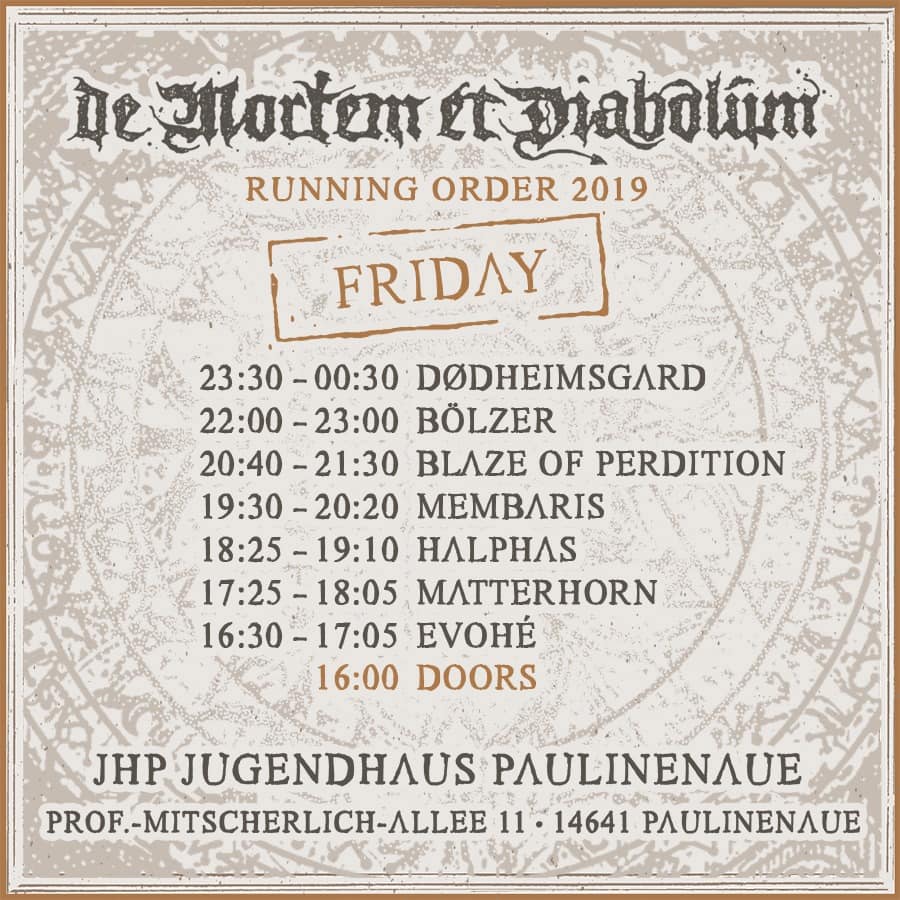 de Mortem et Diabolum
RUNNING ORDER 2019
FRIDAY
23:30 – 00:30 DØDHEIMSGARD
22:00 – 23:00 BÖLZER
20:40 – 21:30 BLAZE OF PERDITION
19:30 – 20:20 MEMBARIS
18:25 – 19:10 HALPHAS
17:25 – 18:05 MATTERHORN
16:30 – 17:05 EVOHÉ
16:00 DOORS
JHP JUGENDHAUS PAULINENAUE
PROF.-MITSCHERLICH-ALLEE 11 • 14641 PAULINENAUE